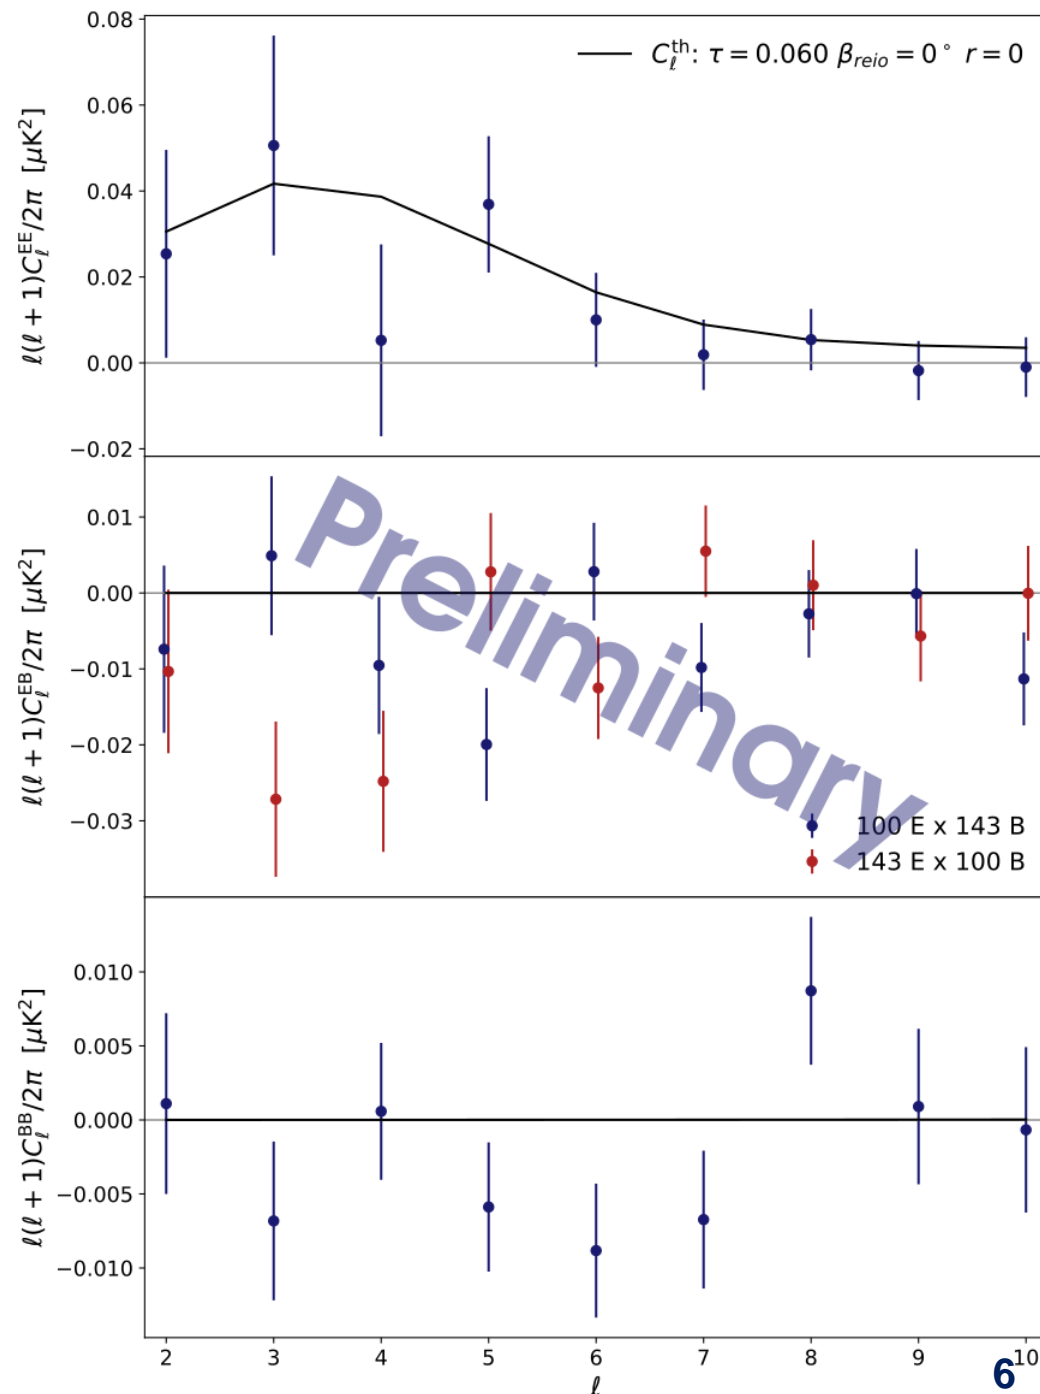 0.08
0.06
0.04
0.02
0.00
−0.02
ℓ(ℓ + 1)C_ℓ^EE/2π [μK²]
C_ℓ^th: τ = 0.060 β_reio = 0° r = 0
0.01
0.00
−0.01
−0.02
−0.03
ℓ(ℓ + 1)C_ℓ^EB/2π [μK²]
Preliminary
100 E x 143 B
143 E x 100 B
0.010
0.005
0.000
−0.005
−0.010
ℓ(ℓ + 1)C_ℓ^BB/2π [μK²]
2 3 4 5 6 7 8 9 10
ℓ
6